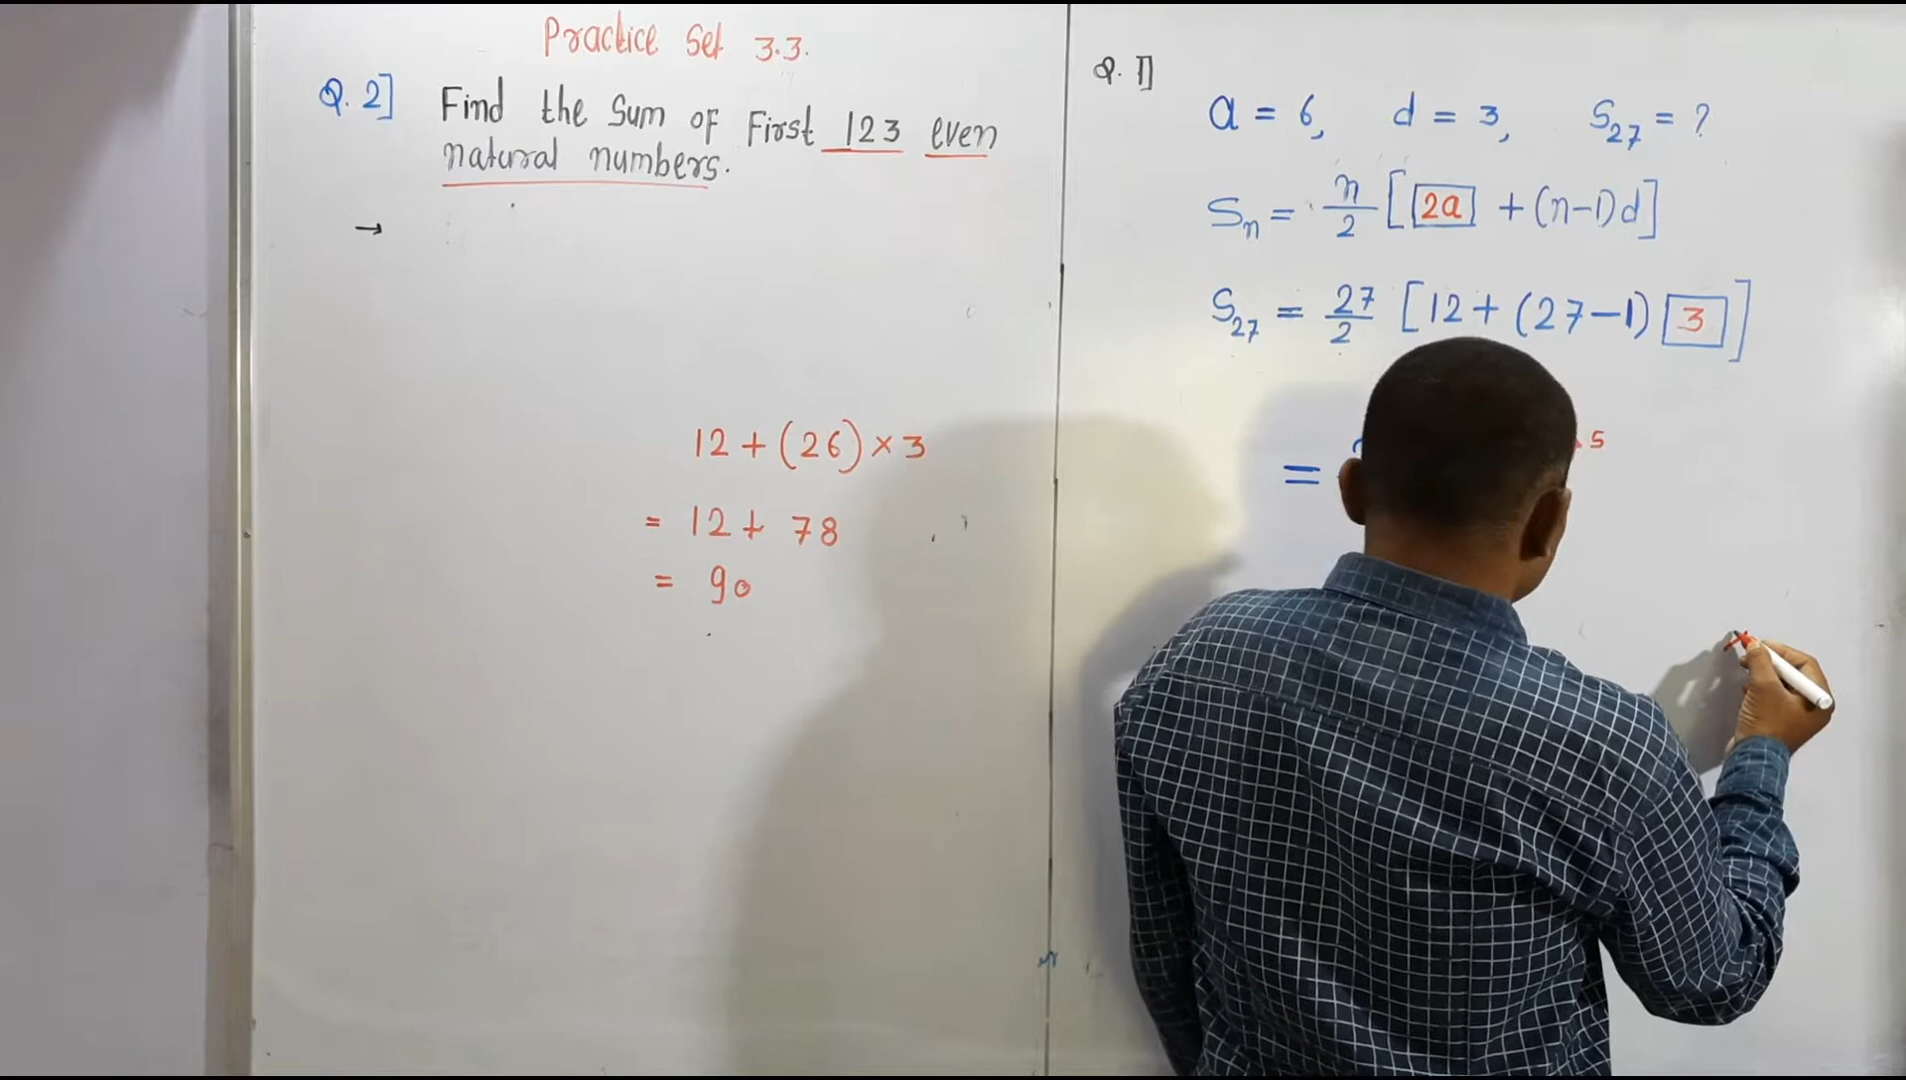 Practice Set 3.3.
Q. 2] Find the Sum of First 123 even
natural numbers.
→
12 + (26) × 3
= 12 + 78
= 90
Q. 1]
a = 6, d = 3, S₂₇ = ?
Sₙ = n/2 [2a + (n-1)d]
S₂₇ = 27/2 [12 + (27-1) 3]
= 5